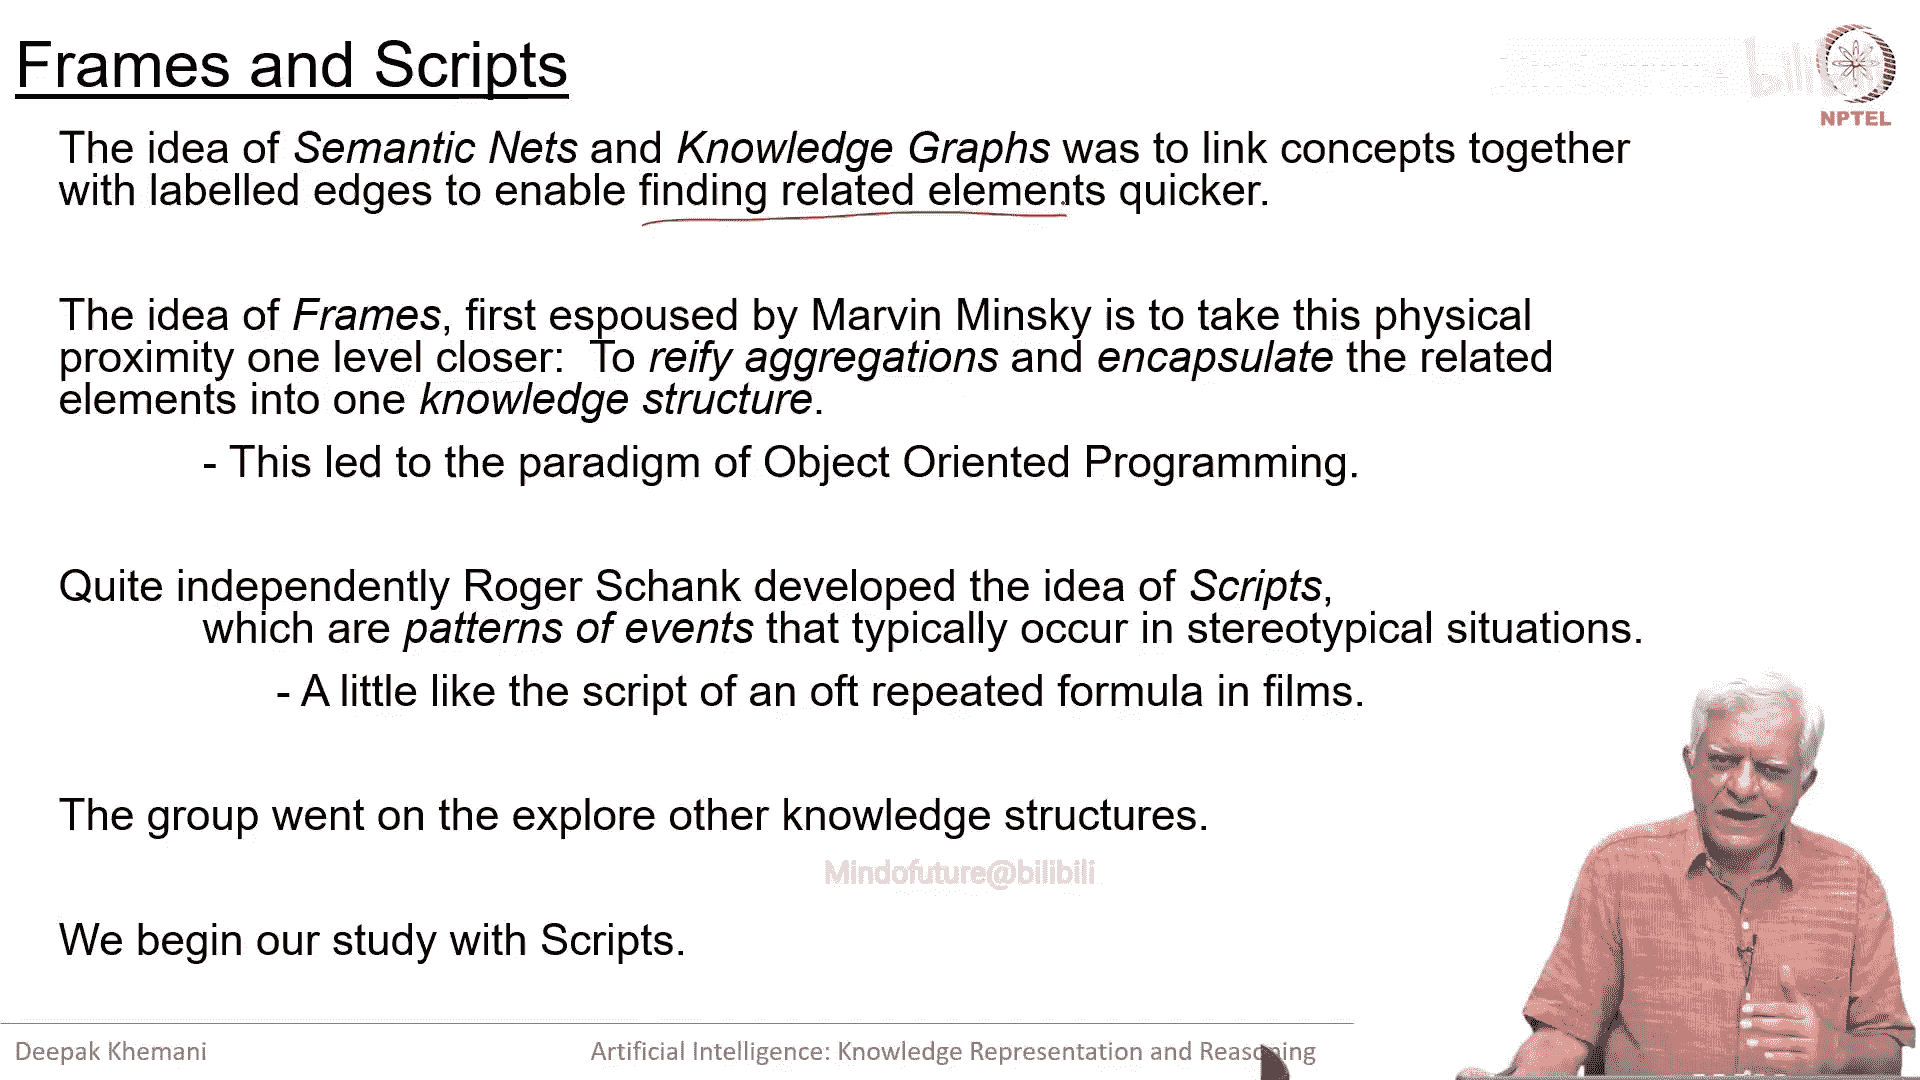 Frames and Scripts
NPTEL
The idea of Semantic Nets and Knowledge Graphs was to link concepts together
with labelled edges to enable finding related elements quicker.
The idea of Frames, first espoused by Marvin Minsky is to take this physical
proximity one level closer: To reify aggregations and encapsulate the related
elements into one knowledge structure.
- This led to the paradigm of Object Oriented Programming.
Quite independently Roger Schank developed the idea of Scripts,
which are patterns of events that typically occur in stereotypical situations.
- A little like the script of an oft repeated formula in films.
The group went on the explore other knowledge structures.
Mindofuture@bilibili
We begin our study with Scripts.
Deepak Khemani
Artificial Intelligence: Knowledge Representation and Reasoning